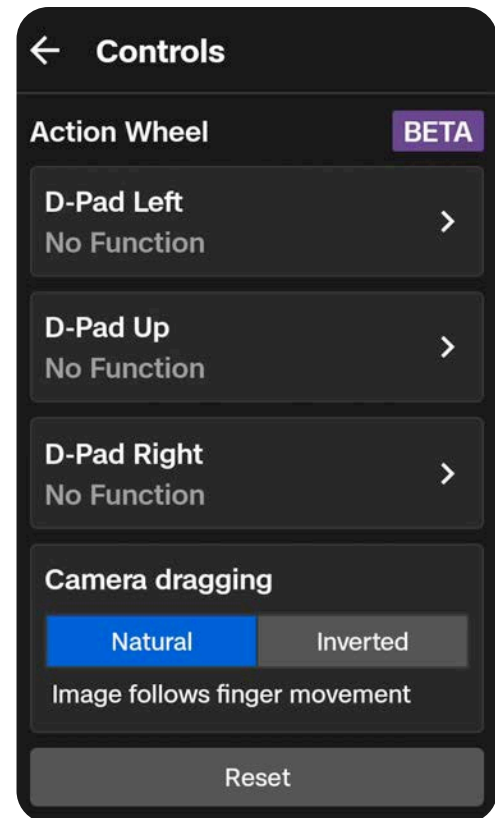 Controls
Action Wheel BETA
D-Pad Left
No Function
D-Pad Up
No Function
D-Pad Right
No Function
Camera dragging
Natural Inverted
Image follows finger movement
Reset